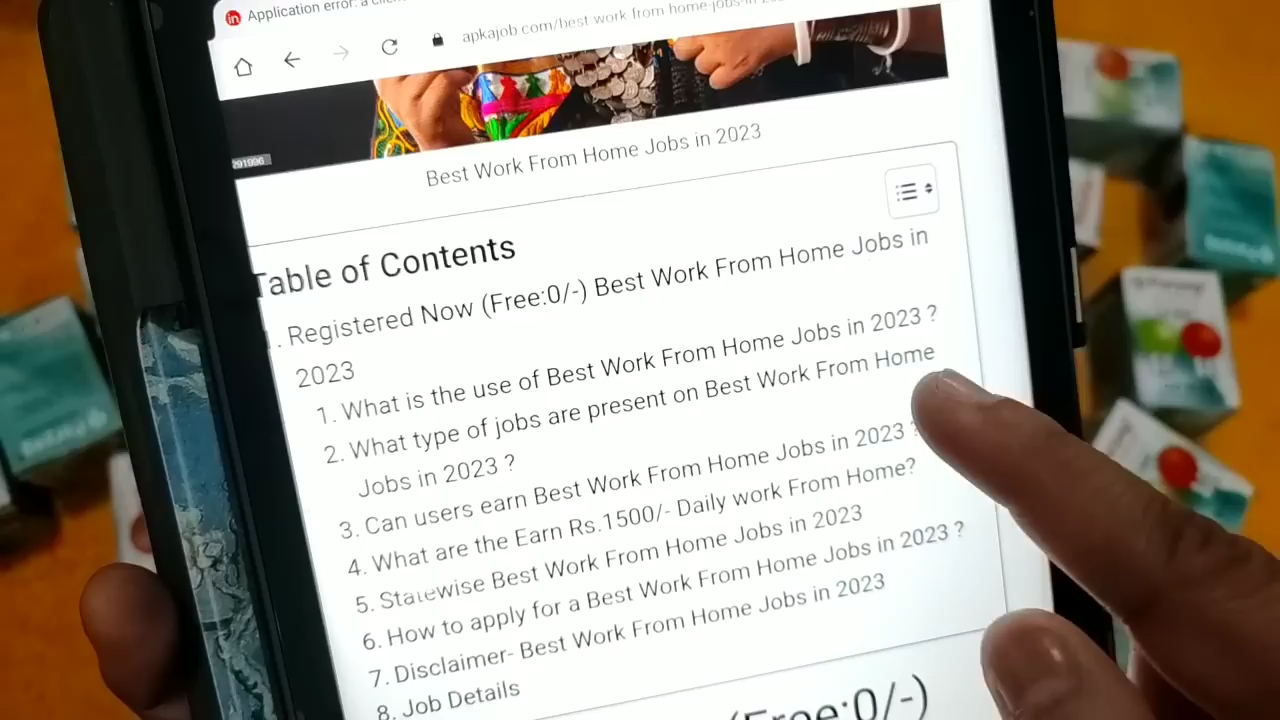 Application error: a
apkajob.com/best work from home-jobs-in
Best Work From Home Jobs in 2023
Table of Contents
. Registered Now (Free:0/-) Best Work From Home Jobs in
2023
1. What is the use of Best Work From Home Jobs in 2023 ?
2. What type of jobs are present on Best Work From Home
Jobs in 2023 ?
3. Can users earn Best Work From Home Jobs in 2023 ?
4. What are the Earn Rs.1500/- Daily work From Home?
5. Statewise Best Work From Home Jobs in 2023
6. How to apply for a Best Work From Home Jobs in 2023 ?
7. Disclaimer- Best Work From Home Jobs in 2023
8. Job Details
(Free:0/-)